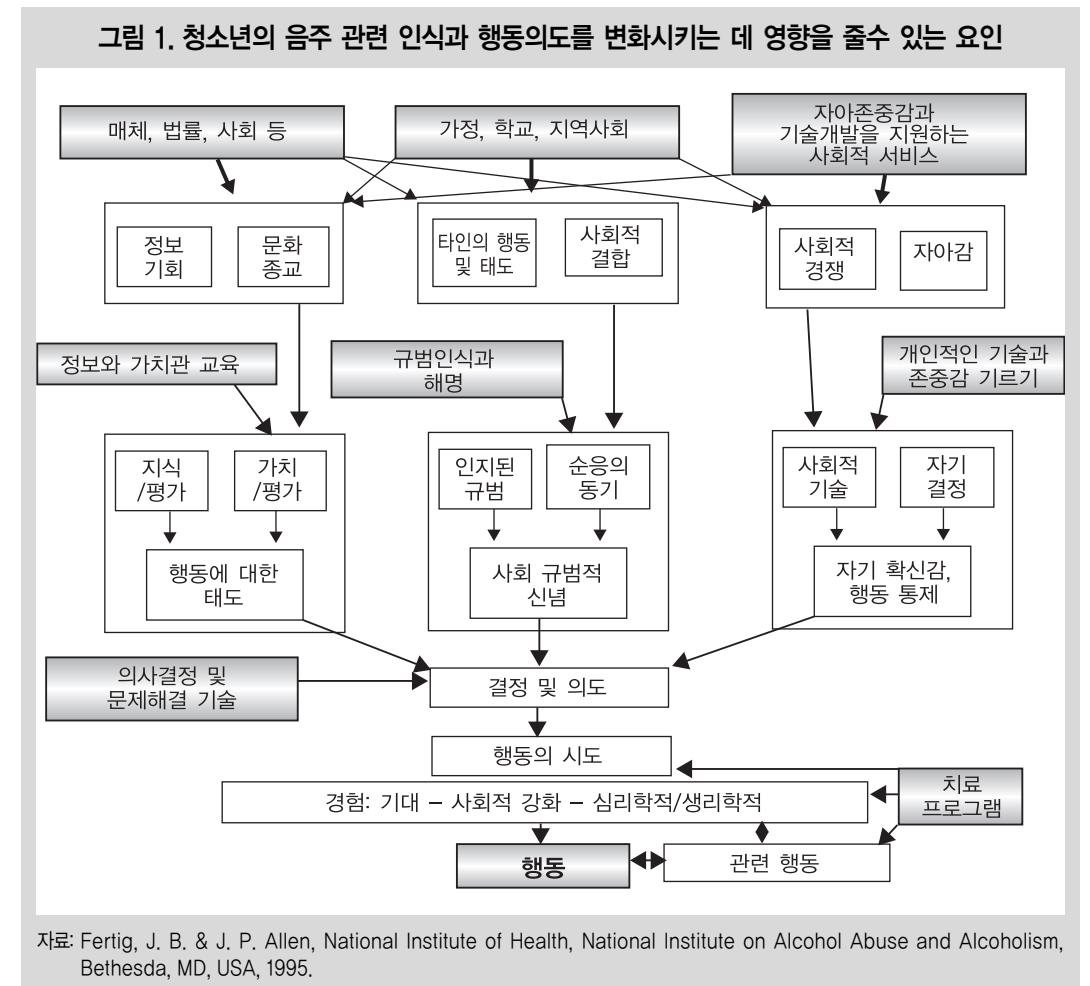 그림 1. 청소년의 음주 관련 인식과 행동의도를 변화시키는 데 영향을 줄수 있는 요인
매체, 법률, 사회 등
가정, 학교, 지역사회
자아존중감과
기술개발을 지원하는
사회적 서비스
정보
기회
문화
종교
타인의 행동
및 태도
사회적
결합
사회적
경쟁
자아감
정보와 가치관 교육
규범인식과
해명
개인적인 기술과
존중감 기르기
지식
/평가
가치
/평가
행동에 대한
태도
인지된
규범
순응의
동기
사회 규범적
신념
사회적
기술
자기
결정
자기 확신감,
행동 통제
의사결정 및
문제해결 기술
결정 및 의도
행동의 시도
경험: 기대 – 사회적 강화 – 심리학적/생리학적
치료
프로그램
행동
관련 행동
자료: Fertig, J. B. & J. P. Allen, National Institute of Health, National Institute on Alcohol Abuse and Alcoholism,
Bethesda, MD, USA, 1995.